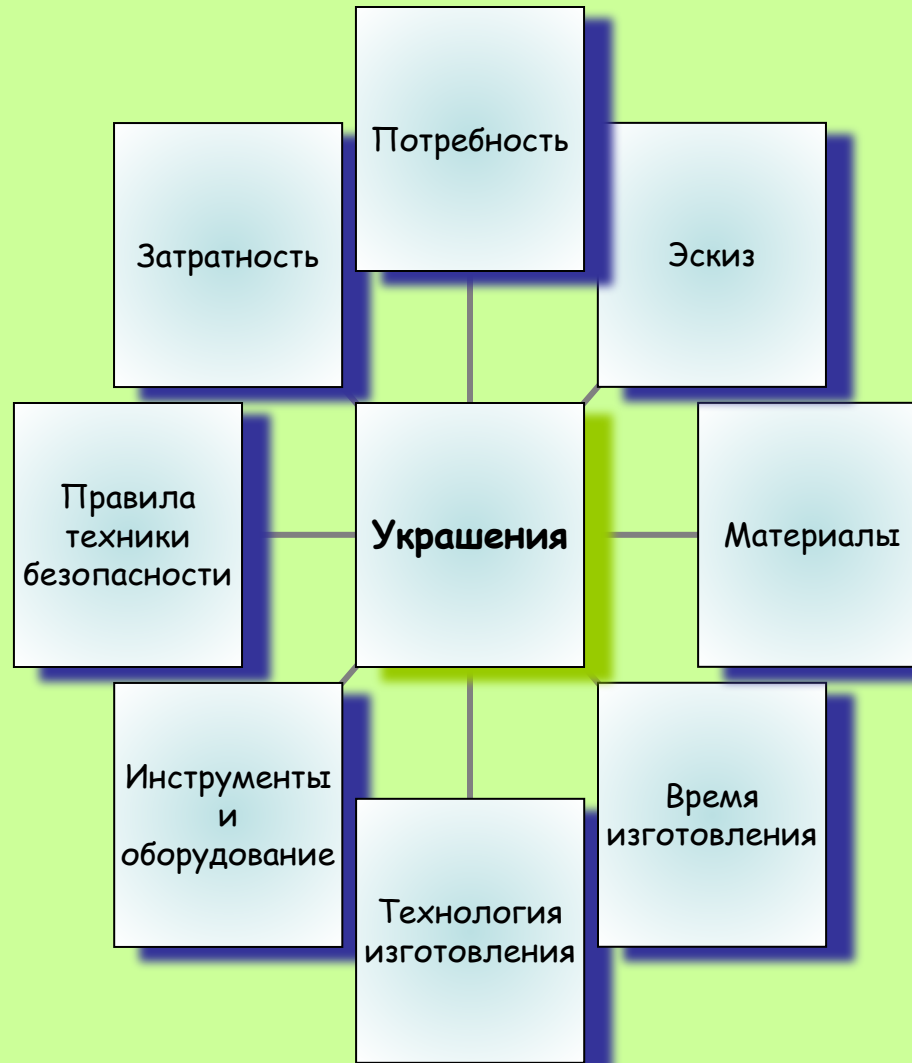 Потребность
Затратность
Эскиз
Правила
техники
безопасности
Украшения
Материалы
Инструменты
и
оборудование
Время
изготовления
Технология
изготовления